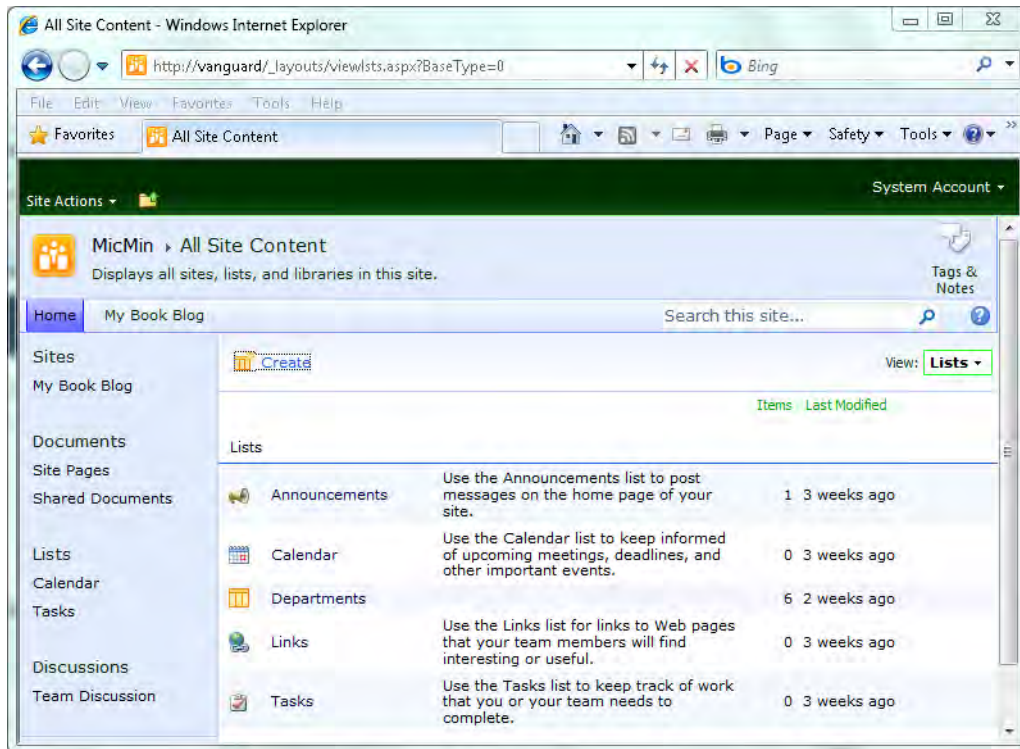 All Site Content - Windows Internet Explorer
http://vanguard/_layouts/viewlsts.aspx?BaseType=0
Bing
File Edit View Favorites Tools Help
Favorites All Site Content Page Safety Tools
Site Actions System Account
MicMin All Site Content
Displays all sites, lists, and libraries in this site.
Tags &
Notes
Home My Book Blog Search this site...
Sites
My Book Blog
Documents
Site Pages
Shared Documents
Lists
Calendar
Tasks
Discussions
Team Discussion
Create View: Lists
Items Last Modified
Lists
Announcements Use the Announcements list to post
messages on the home page of your
site. 1 3 weeks ago
Calendar Use the Calendar list to keep informed
of upcoming meetings, deadlines, and
other important events. 0 3 weeks ago
Departments 6 2 weeks ago
Links Use the Links list for links to Web pages
that your team members will find
interesting or useful. 0 3 weeks ago
Tasks Use the Tasks list to keep track of work
that you or your team needs to
complete. 0 3 weeks ago